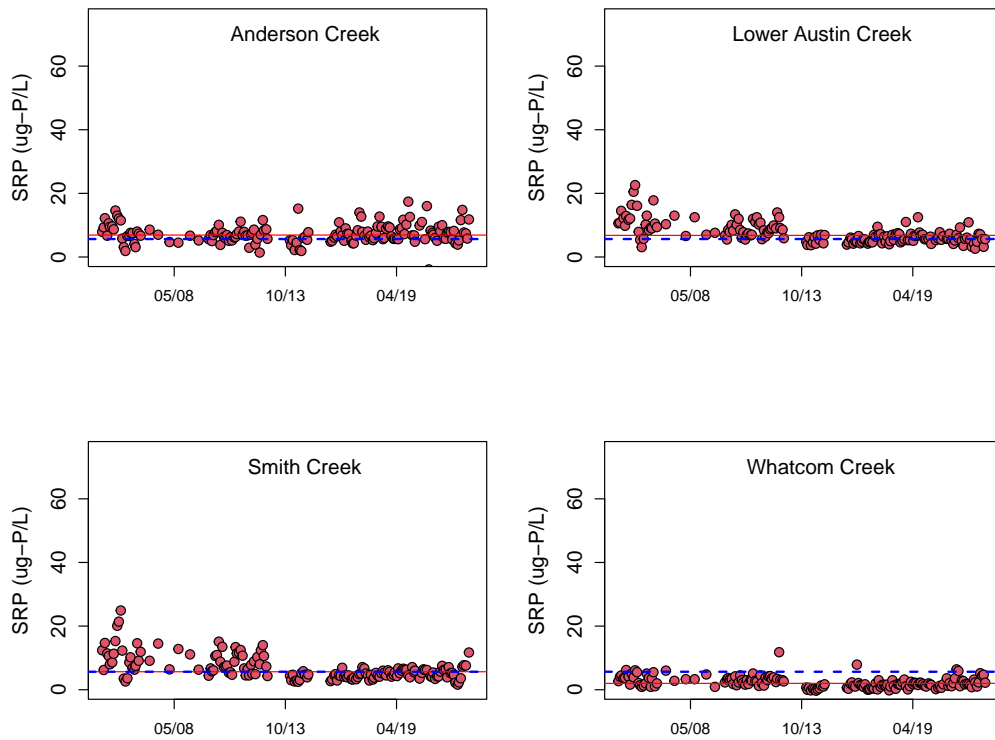 Anderson Creek
SRP (ug−P/L)
60
40
20
0
05/08 10/13 04/19
Lower Austin Creek
SRP (ug−P/L)
60
40
20
0
05/08 10/13 04/19
Smith Creek
SRP (ug−P/L)
60
40
20
0
05/08 10/13 04/19
Whatcom Creek
SRP (ug−P/L)
60
40
20
0
05/08 10/13 04/19